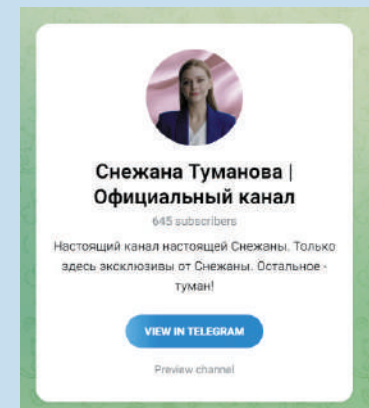 Снежана Туманова |
Официальный канал
645 subscribers
Настоящий канал настоящей Снежаны. Только
здесь эксклюзивы от Снежаны. Остальное -
туман!
VIEW IN TELEGRAM
Preview channel